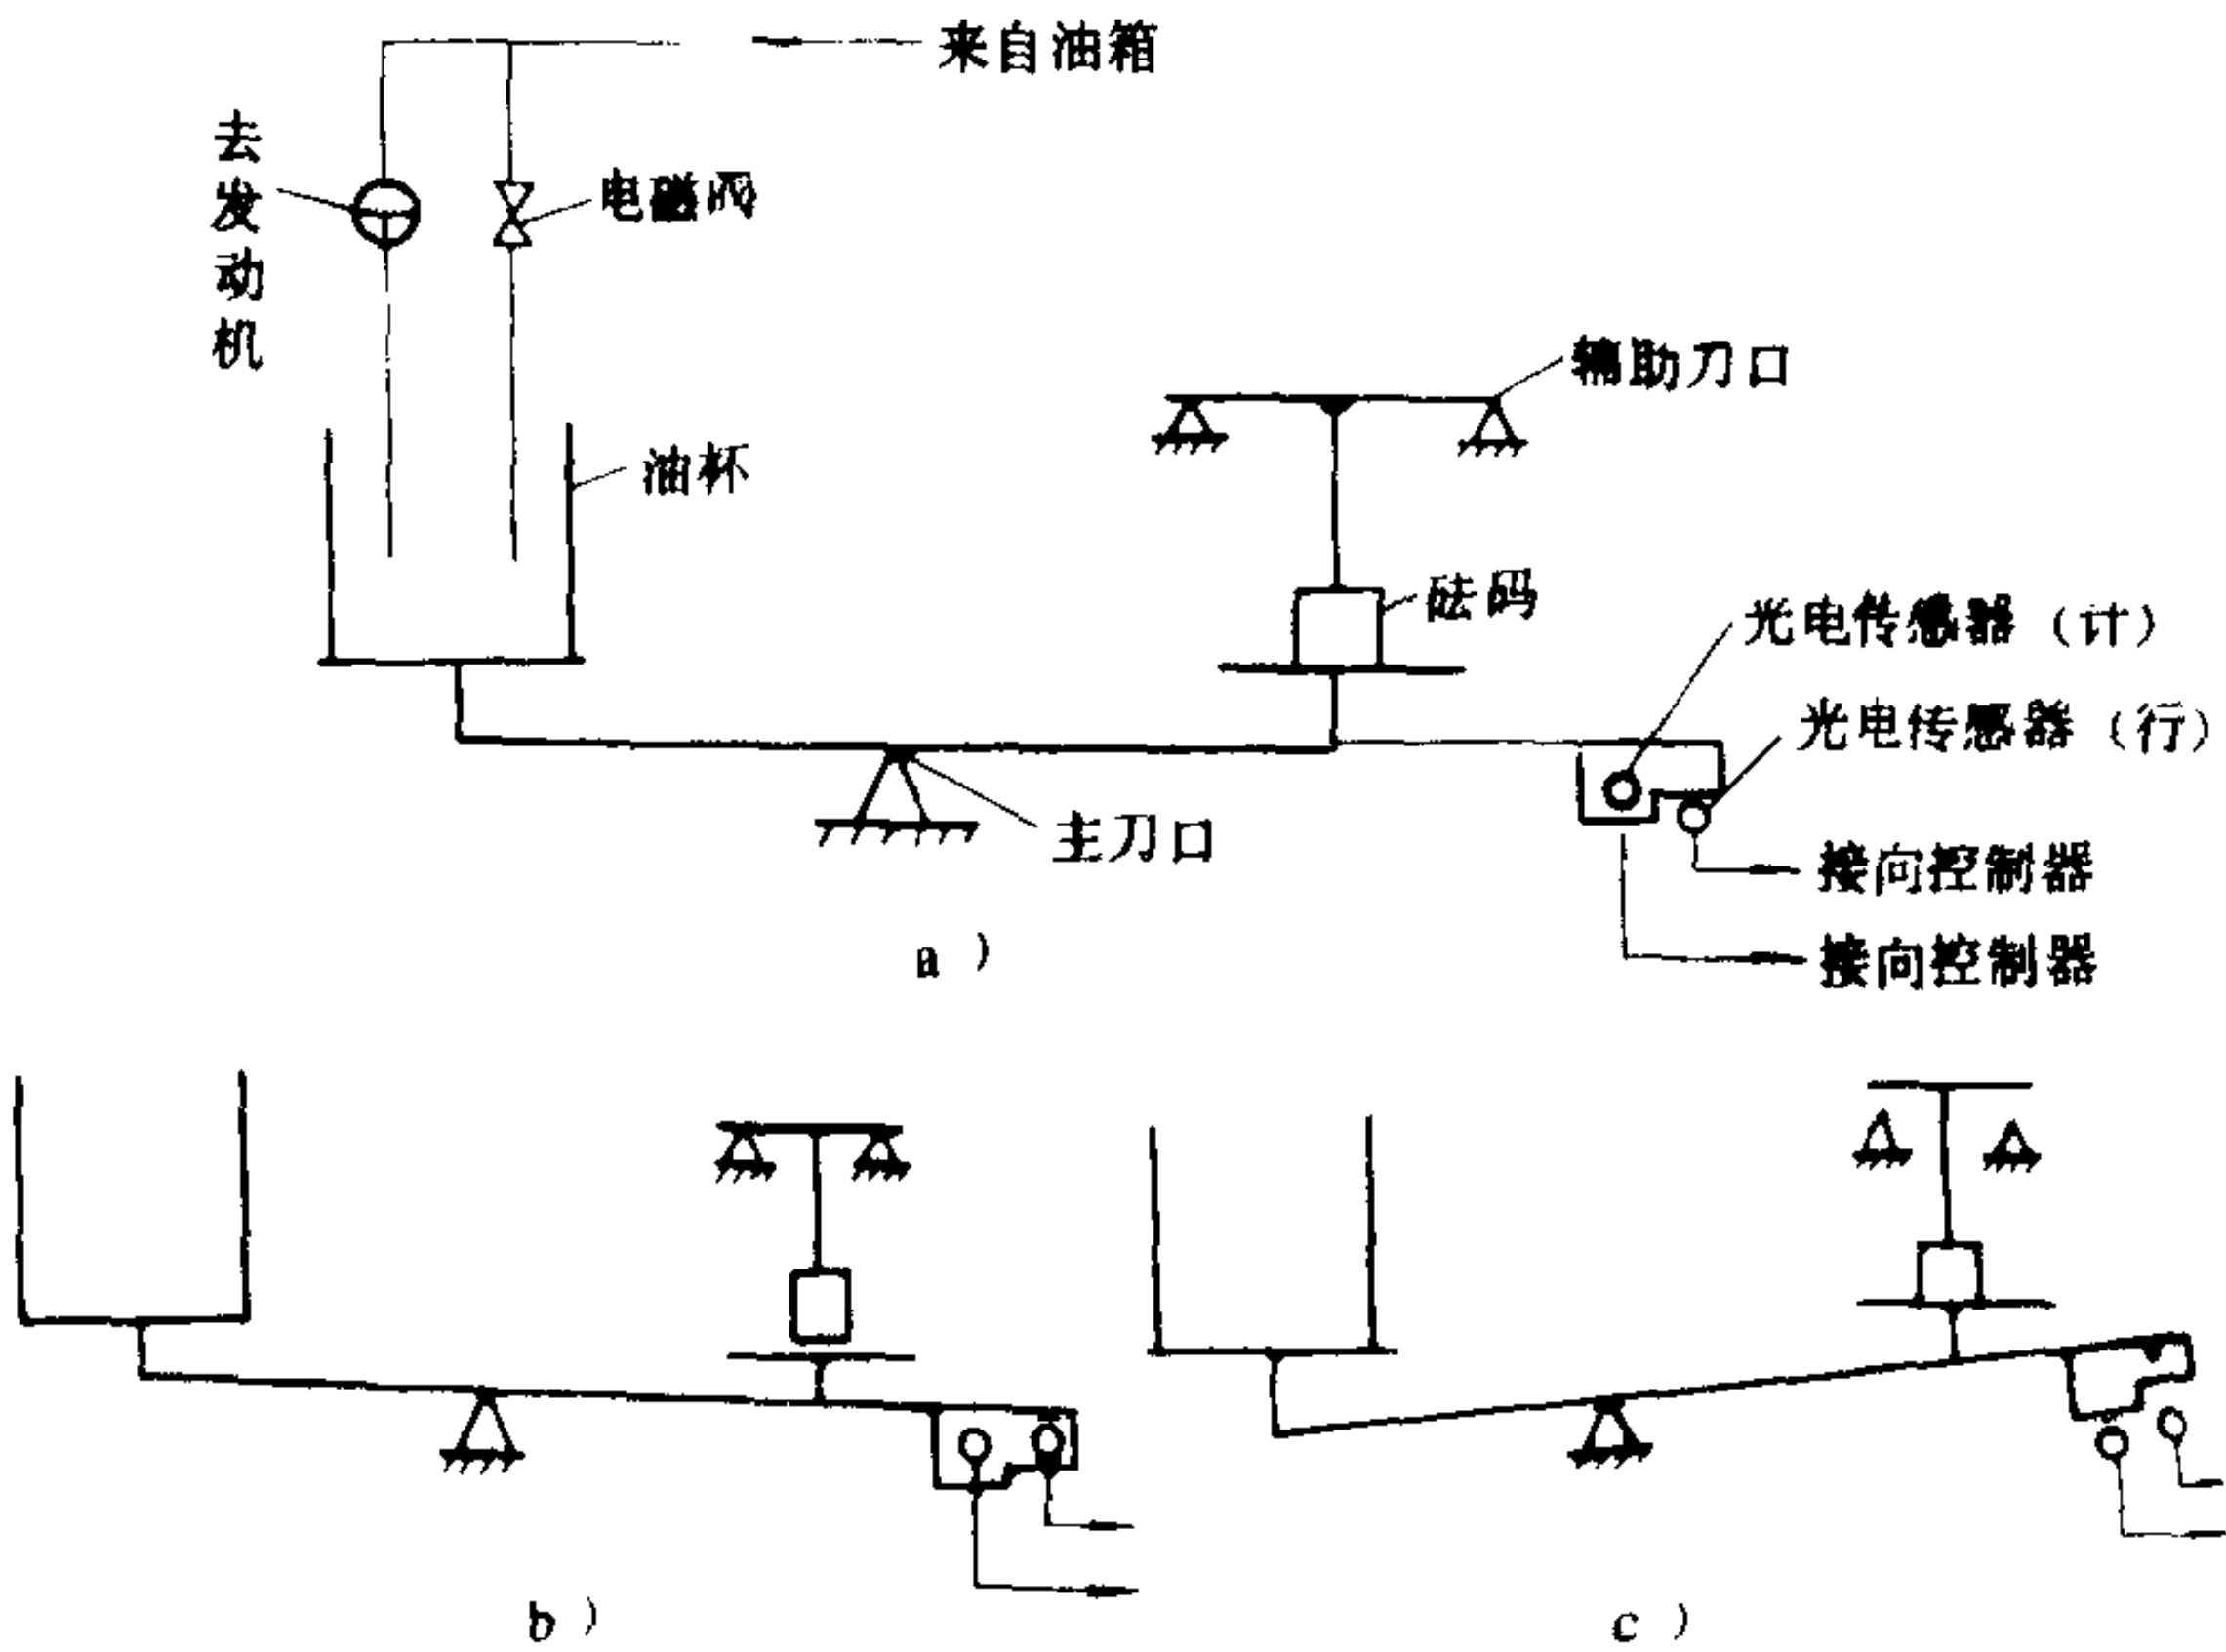 来自油箱
去发动机
电磁阀
辅助刀口
油杯
砝码
光电传感器（计）
光电传感器（行）
主刀口
接向控制器
接向控制器
a）
b）
c）